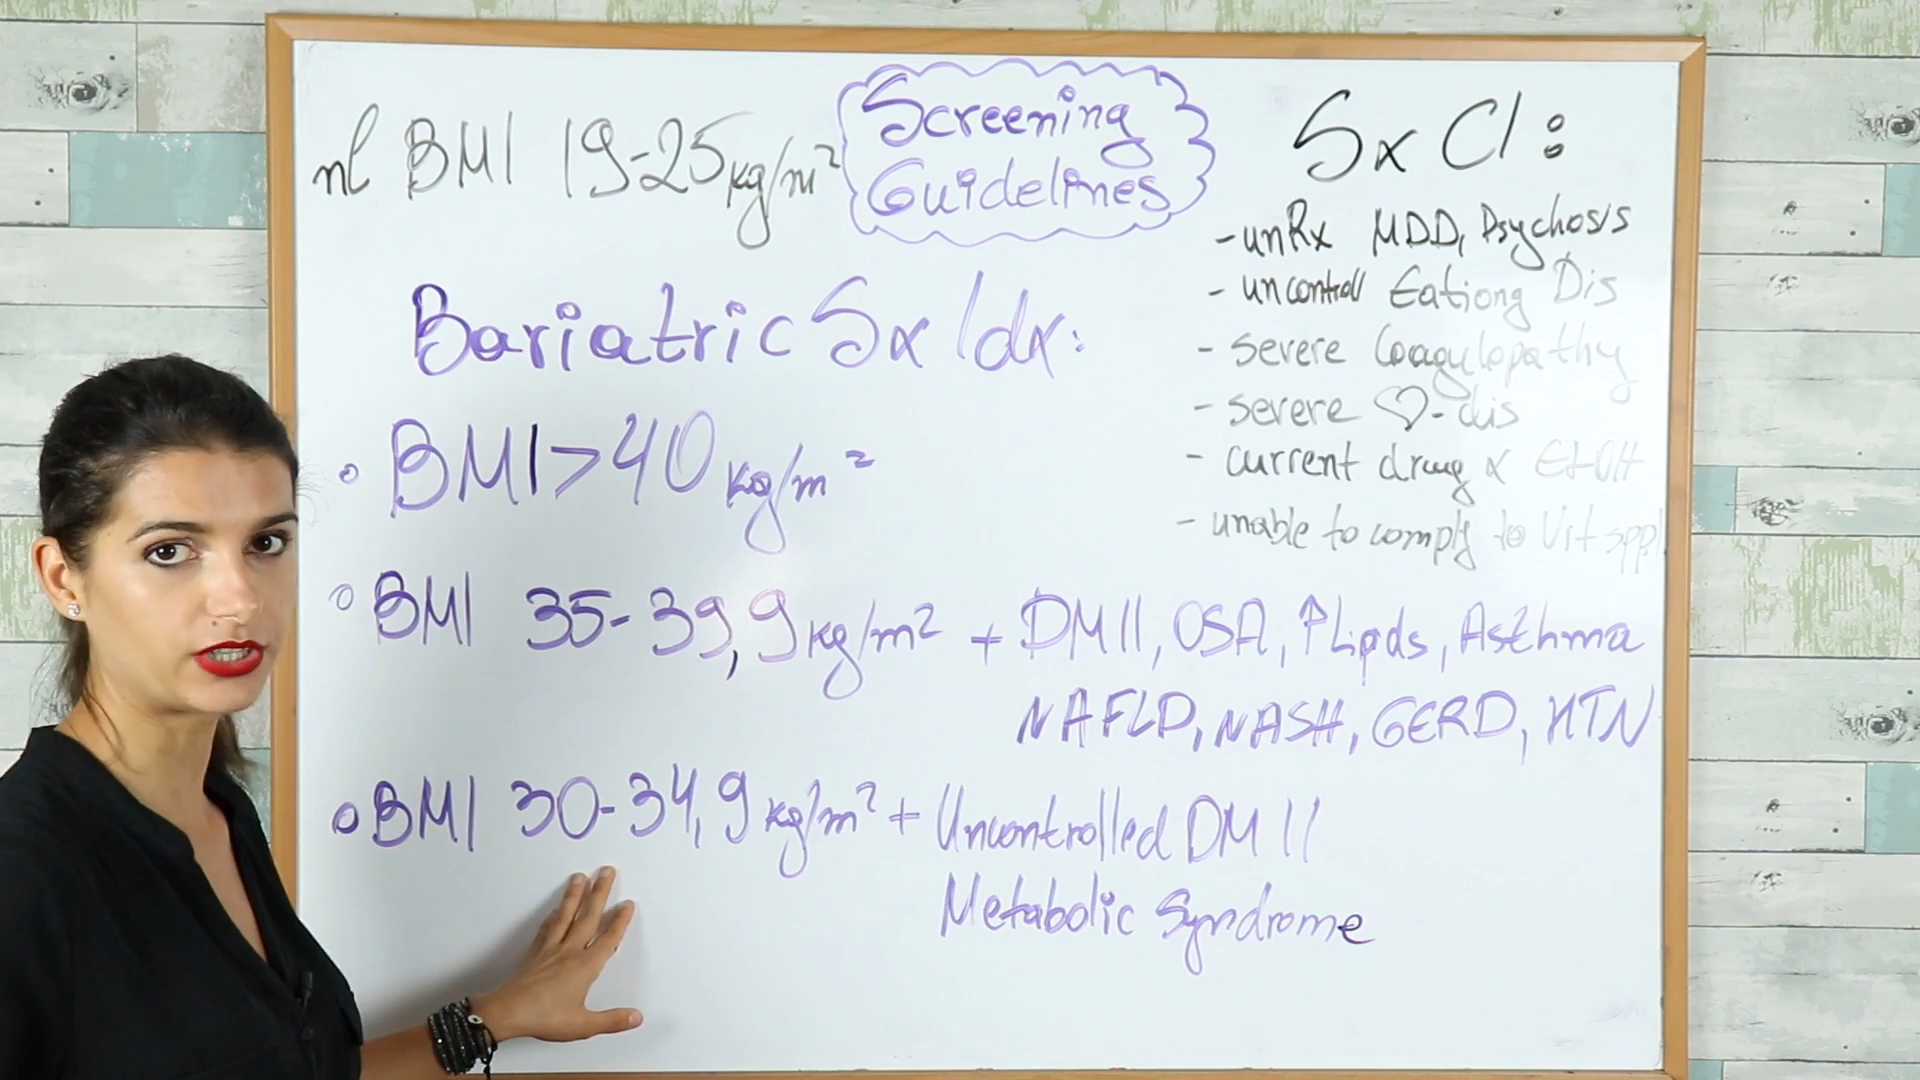 nl BMI 19-25 kg/m²
Screening
Guidelines
Bariatric Sx Idx:
◦ BMI>40 kg/m²
◦ BMI 35-39,9 kg/m² + DM II, OSA, ↑Lipds, Asthma
NAFLD, NASH, GERD, HTN
◦ BMI 30-34,9 kg/m² + Uncontrolled DM II
Metabolic Syndrome
Sx CI:
- unRx MDD, Psychosis
- uncontroll Eationg Dis
- severe Coagulopathy
- severe ♡-dis
- current drug & EtOH
- unable to comply to Vit sppl